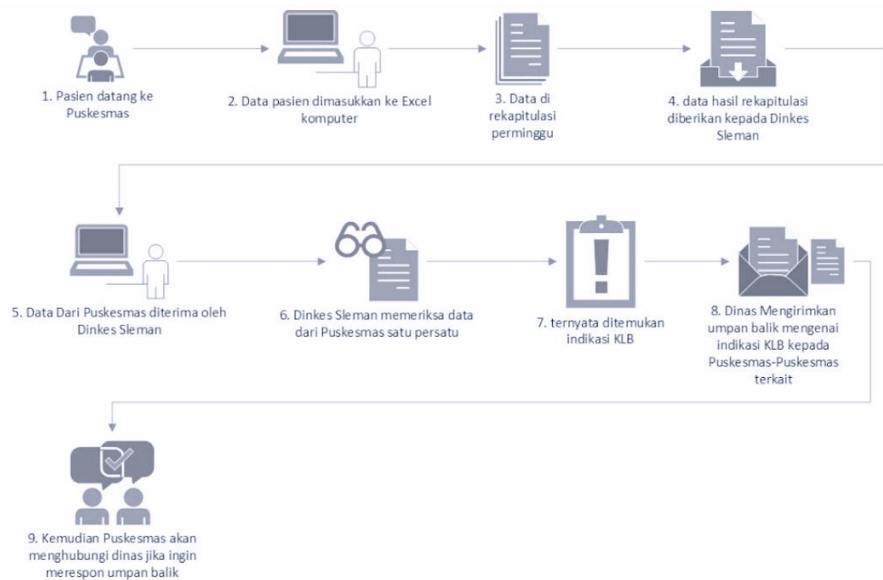 1. Pasien datang ke
Puskesmas
2. Data pasien dimasukkan ke Excel
komputer
3. Data di
rekapitulasi
perminggu
4. data hasil rekapitulasi
diberikan kepada Dinkes
Sleman
5. Data Dari Puskesmas diterima oleh
Dinkes Sleman
6. Dinkes Sleman memeriksa data
dari Puskesmas satu persatu
7. ternyata ditemukan
indikasi KLB
8. Dinas Mengirimkan
umpan balik mengenai
indikasi KLB kepada
Puskesmas-Puskesmas
terkait
9. Kemudian Puskesmas akan
menghubungi dinas jika ingin
merespon umpan balik